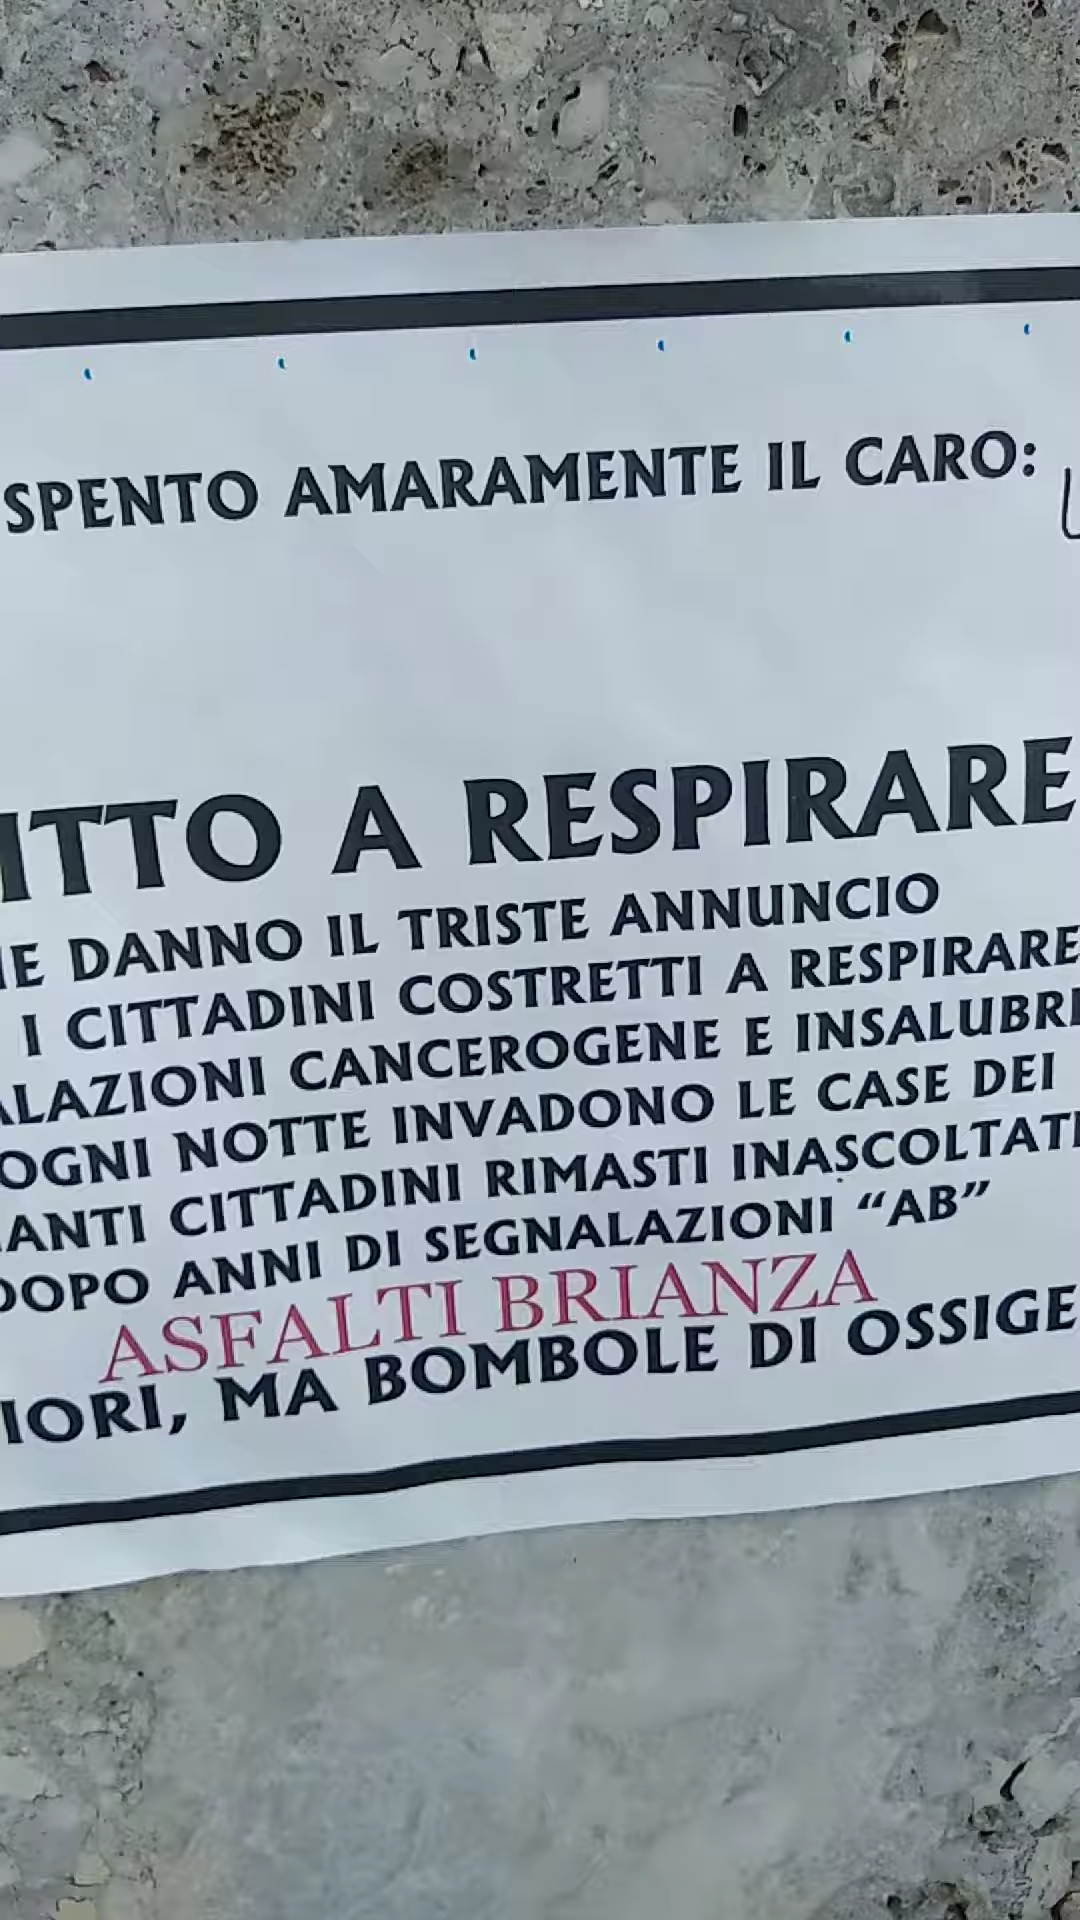 SPENTO AMARAMENTE IL CARO:
ITTO A RESPIRARE
NE DANNO IL TRISTE ANNUNCIO
I CITTADINI COSTRETTI A RESPIRARE
ALAZIONI CANCEROGENE E INSALUBRI
OGNI NOTTE INVADONO LE CASE DEI
ANTI CITTADINI RIMASTI INASCOLTATI
DOPO ANNI DI SEGNALAZIONI “AB”
ASFALTI BRIANZA
IORI, MA BOMBOLE DI OSSIGE